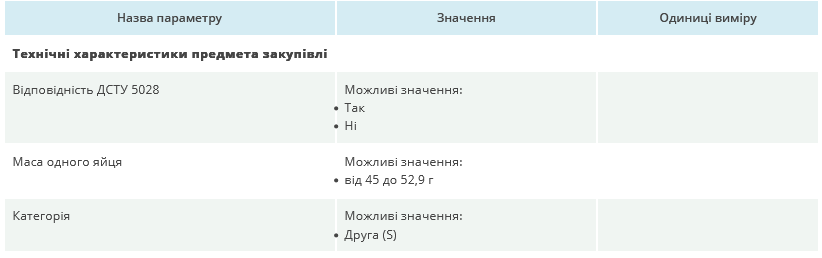 Назва параметру Значення Одиниці виміру
Технічні характеристики предмета закупівлі
Відповідність ДСТУ 5028 Можливі значення:
• Так
• Ні
Маса одного яйця Можливі значення:
• від 45 до 52,9 г
Категорія Можливі значення:
• Друга (S)